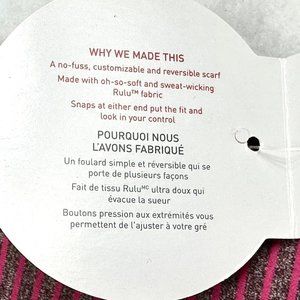 WHY WE MADE THIS
A no-fuss, customizable and reversible scarf
Made with oh-so-soft and sweat-wicking
Rulu™ fabric
Snaps at either end put the fit and
look in your control
POURQUOI NOUS
L'AVONS FABRIQUÉ
Un foulard simple et réversible qui se
porte de plusieurs façons
Fait de tissu Ruluᴹᶜ ultra doux qui
évacue la sueur
Boutons pression aux extrémités vous
permettent de l'ajuster à votre gré